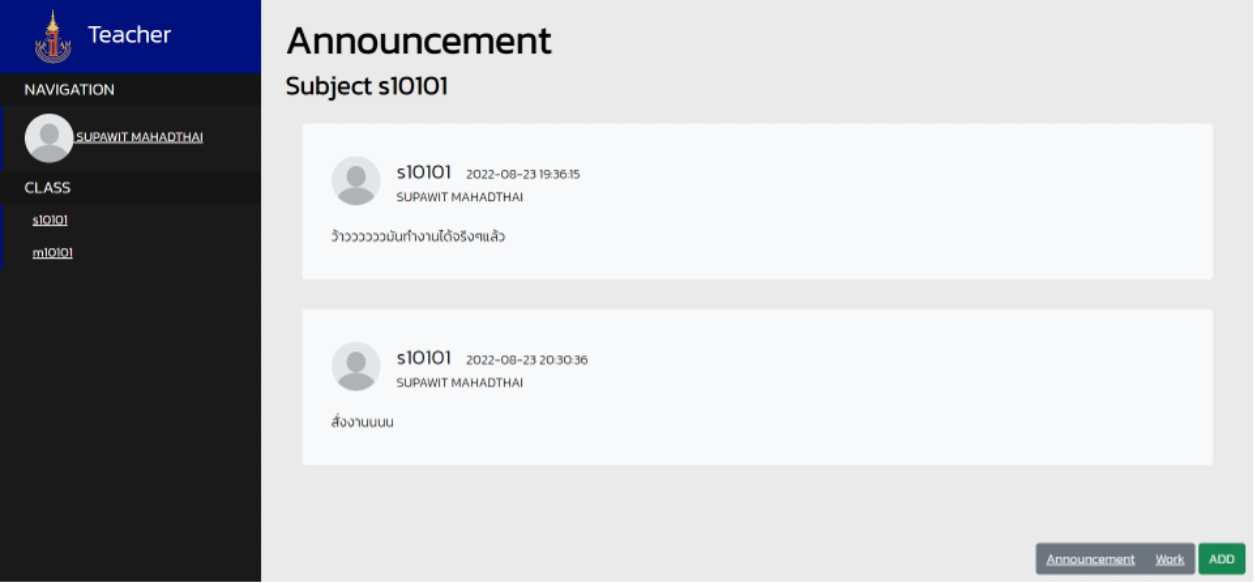 Teacher
NAVIGATION
SUPAWIT MAHADTHAI
CLASS
s10101
m10101
Announcement
Subject s10101
s10101 2022-08-23 19:36:15
SUPAWIT MAHADTHAI
ว้าวววววววมันทำงานได้จริงๆแล้ว
s10101 2022-08-23 20:30:36
SUPAWIT MAHADTHAI
สั่งงานนนน
Announcement Work ADD